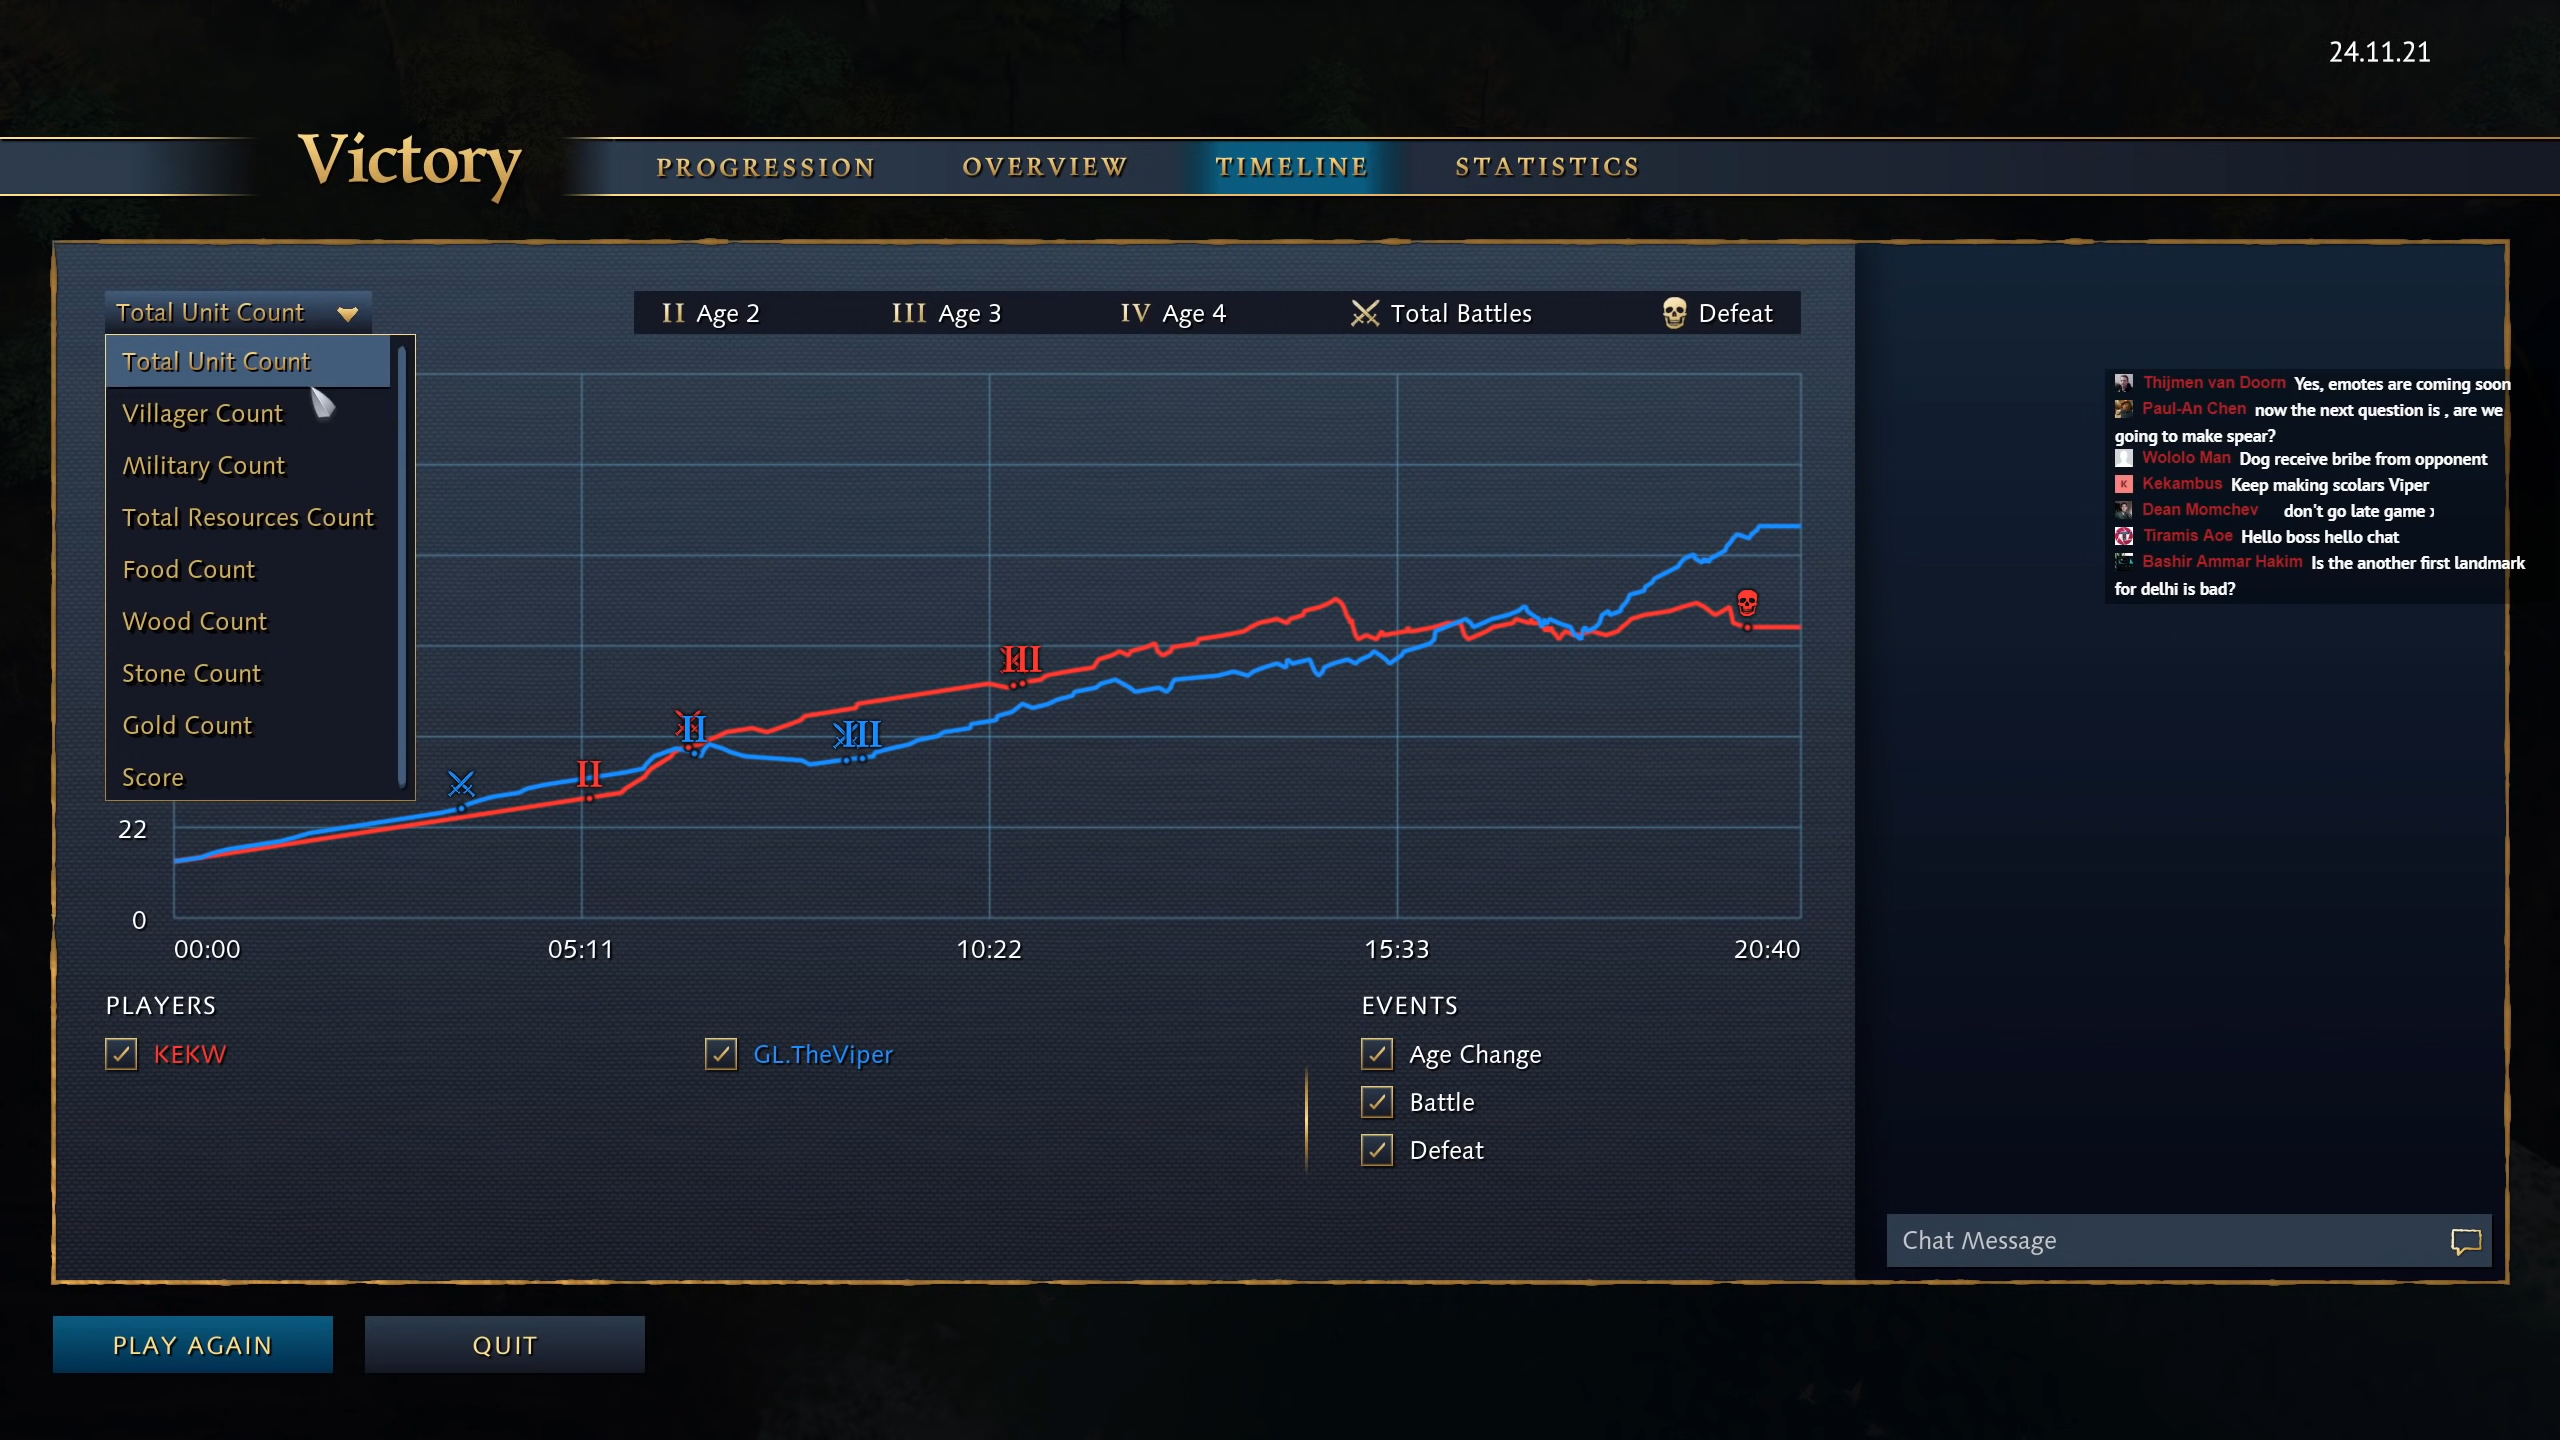 24.11.21
Victory
PROGRESSION
OVERVIEW
TIMELINE
STATISTICS
Total Unit Count
II Age 2
III Age 3
IV Age 4
Total Battles
Defeat
Total Unit Count
Villager Count
Military Count
Total Resources Count
Food Count
Wood Count
Stone Count
Gold Count
Score
II
II
III
III
22
0
00:00
05:11
10:22
15:33
20:40
PLAYERS
KEKW
GL.TheViper
EVENTS
Age Change
Battle
Defeat
Thijmen van Doorn Yes, emotes are coming soon
Paul-An Chen now the next question is , are we
going to make spear?
Wololo Man Dog receive bribe from opponent
K Kekambus Keep making scolars Viper
Dean Momchev don't go late game
Tiramis Aoe Hello boss hello chat
Bashir Ammar Hakim Is the another first landmark
for delhi is bad?
Chat Message
PLAY AGAIN
QUIT